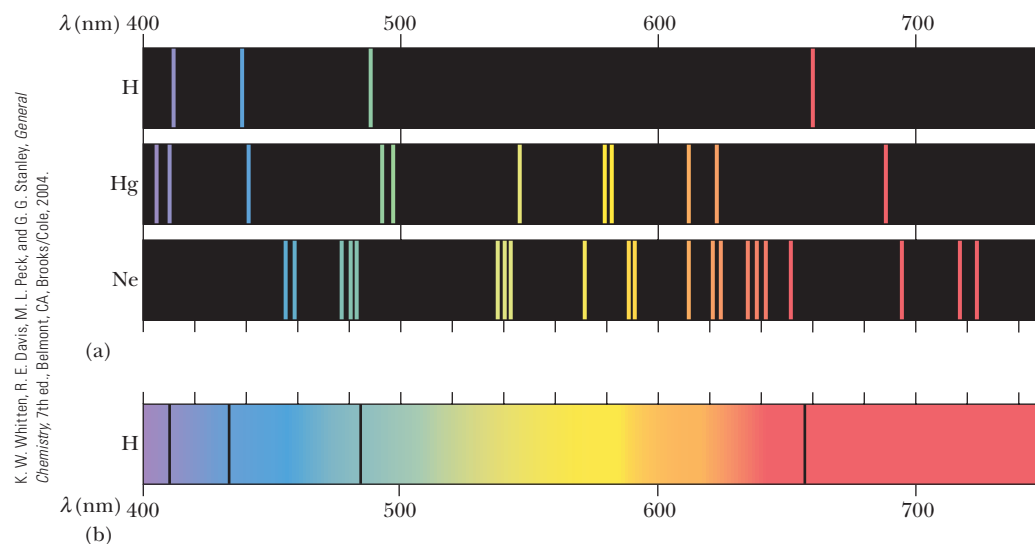 λ(nm) 400 500 600 700
H
Hg
Ne
(a)
H
λ(nm) 400 500 600 700
(b)
K. W. Whitten, R. E. Davis, M. L. Peck, and G. G. Stanley, General
Chemistry, 7th ed., Belmont, CA, Brooks/Cole, 2004.